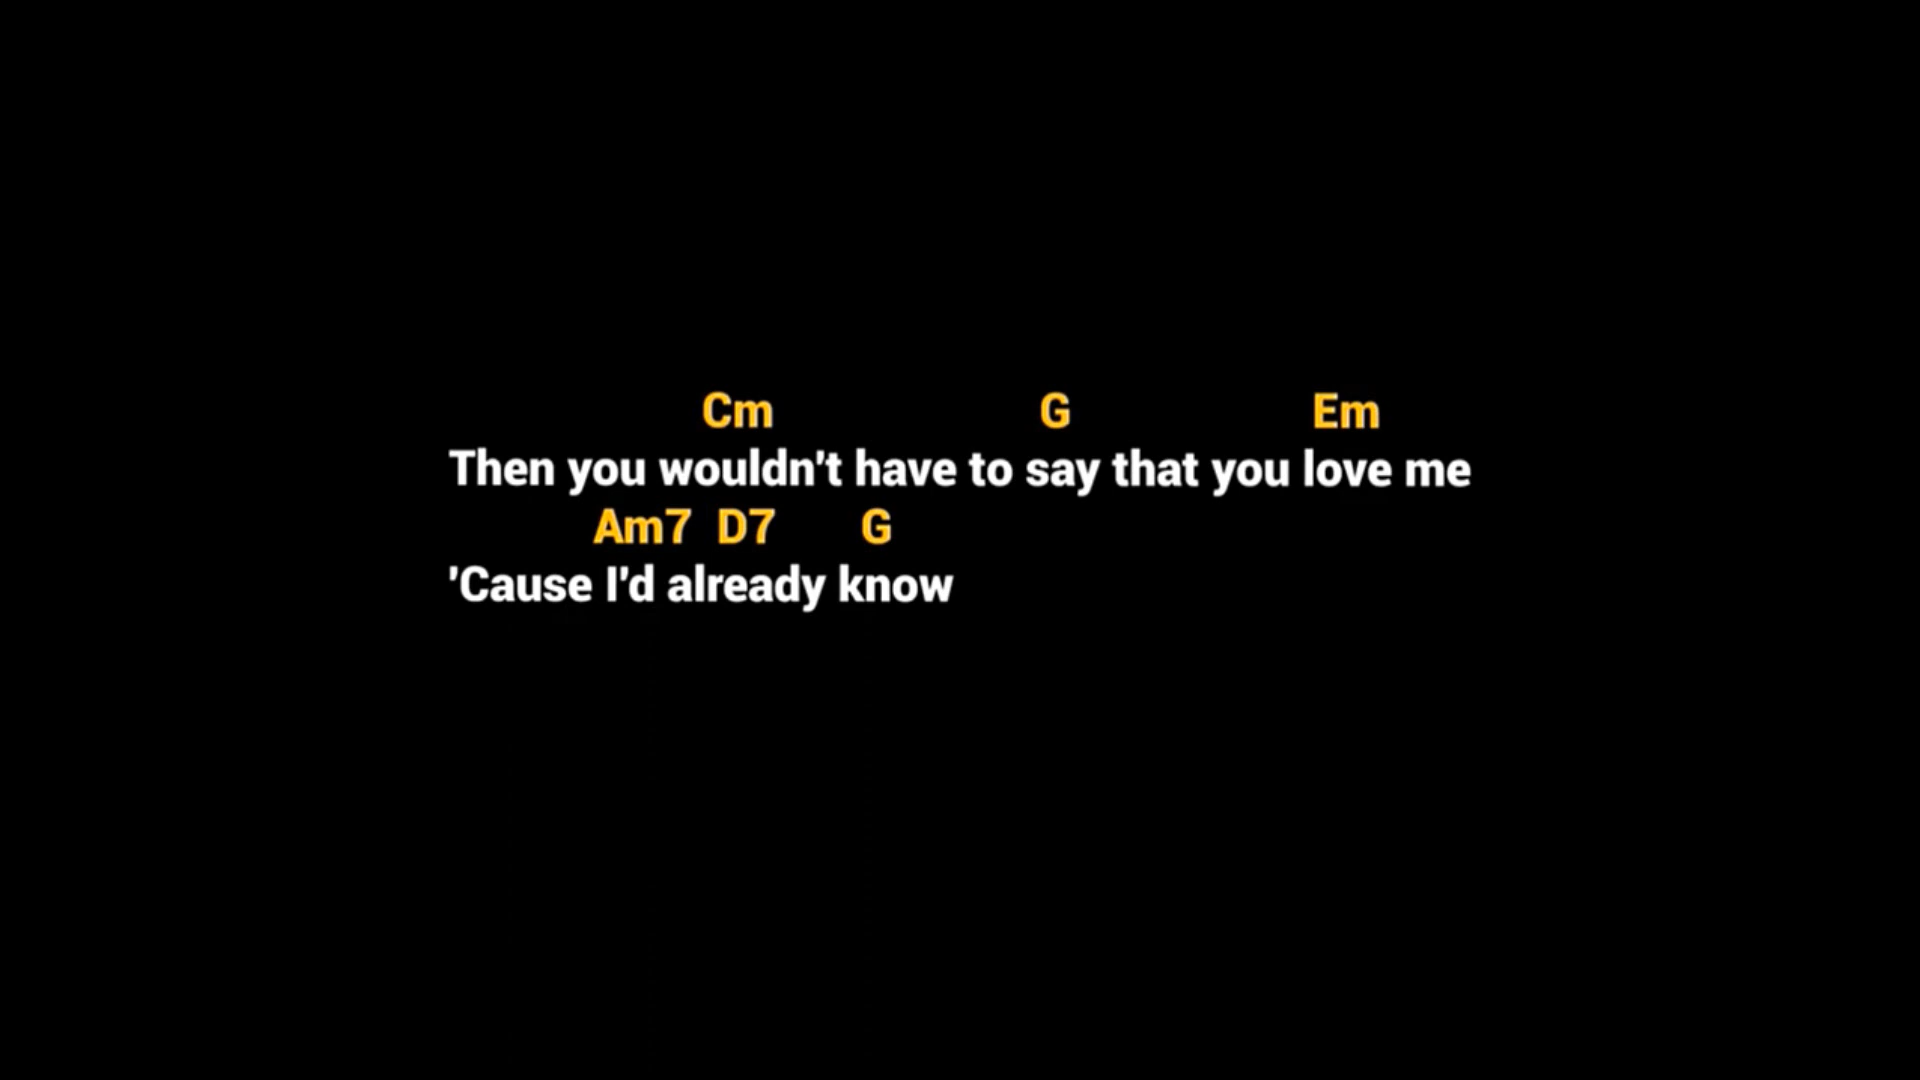 Cm G Em
Then you wouldn't have to say that you love me
Am7 D7 G
'Cause I'd already know